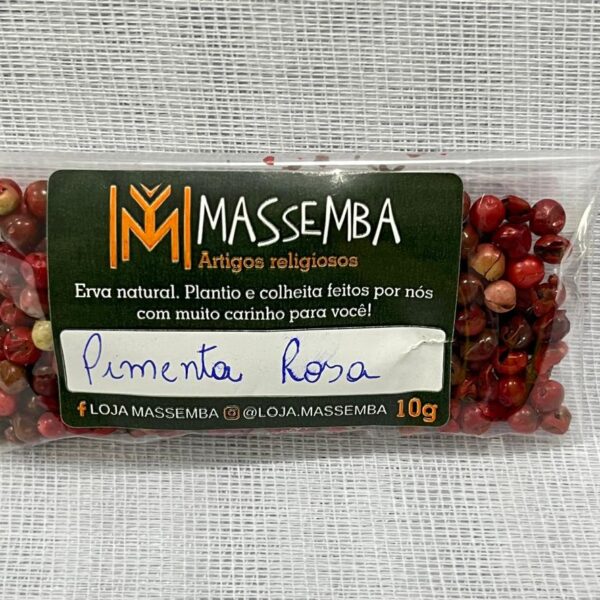 MASSEMBA
Artigos religiosos
Erva natural. Plantio e colheita feitos por nós
com muito carinho para você!
Pimenta Rosa
LOJA MASSEMBA @LOJA.MASSEMBA 10g